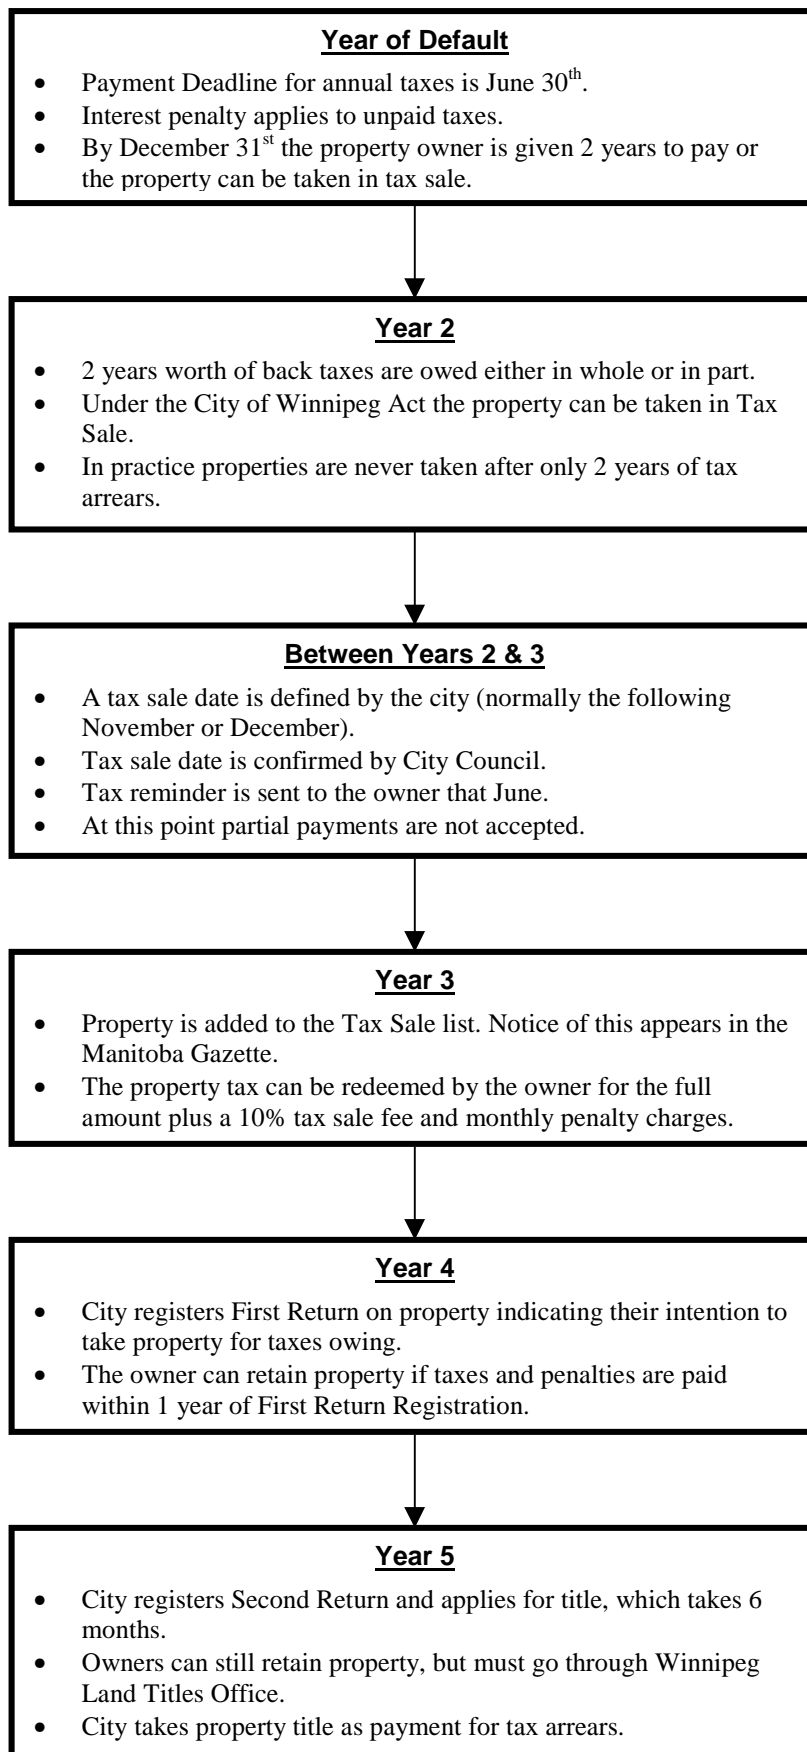 Year of Default
• Payment Deadline for annual taxes is June 30th.
• Interest penalty applies to unpaid taxes.
• By December 31st the property owner is given 2 years to pay or
the property can be taken in tax sale.
Year 2
• 2 years worth of back taxes are owed either in whole or in part.
• Under the City of Winnipeg Act the property can be taken in Tax
Sale.
• In practice properties are never taken after only 2 years of tax
arrears.
Between Years 2 & 3
• A tax sale date is defined by the city (normally the following
November or December).
• Tax sale date is confirmed by City Council.
• Tax reminder is sent to the owner that June.
• At this point partial payments are not accepted.
Year 3
• Property is added to the Tax Sale list. Notice of this appears in the
Manitoba Gazette.
• The property tax can be redeemed by the owner for the full
amount plus a 10% tax sale fee and monthly penalty charges.
Year 4
• City registers First Return on property indicating their intention to
take property for taxes owing.
• The owner can retain property if taxes and penalties are paid
within 1 year of First Return Registration.
Year 5
• City registers Second Return and applies for title, which takes 6
months.
• Owners can still retain property, but must go through Winnipeg
Land Titles Office.
• City takes property title as payment for tax arrears.